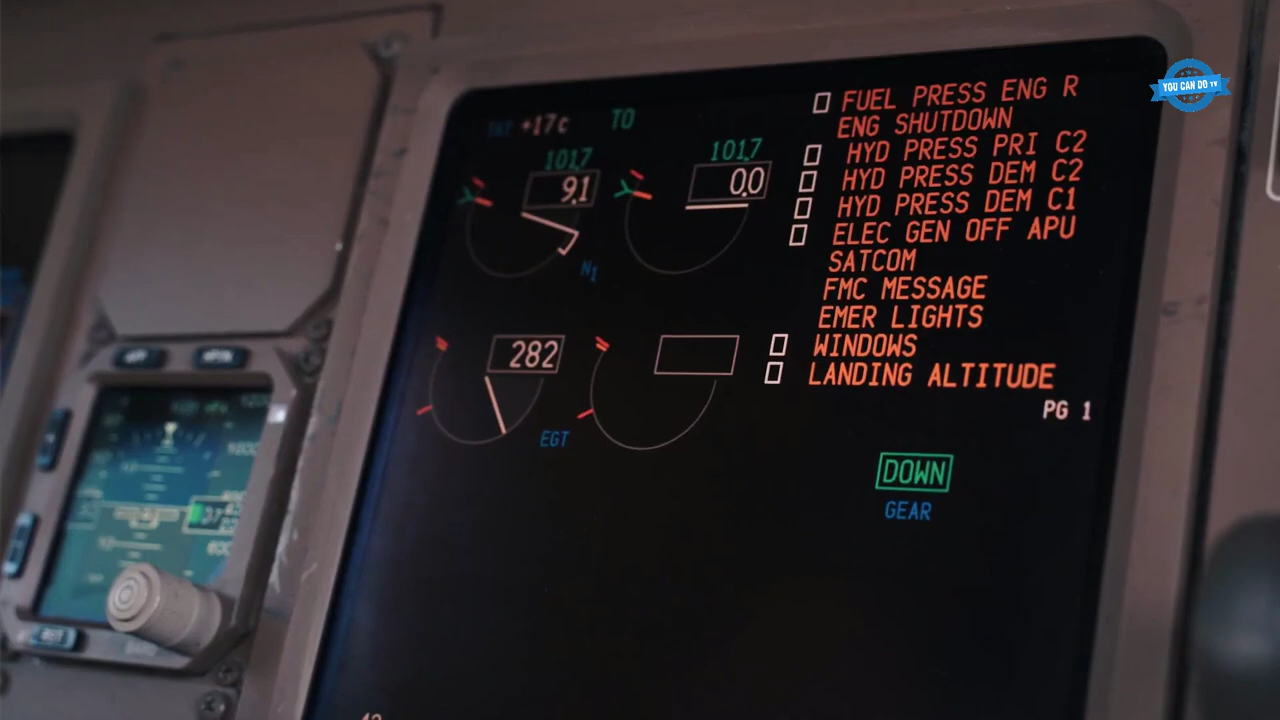 YOU CAN DO TV
TAT +17c
TO
101.7
101.7
9.1
0.0
N1
282
EGT
□ FUEL PRESS ENG R
ENG SHUTDOWN
□ HYD PRESS PRI C2
□ HYD PRESS DEM C2
□ HYD PRESS DEM C1
□ ELEC GEN OFF APU
SATCOM
FMC MESSAGE
EMER LIGHTS
□ WINDOWS
□ LANDING ALTITUDE
PG 1
DOWN
GEAR